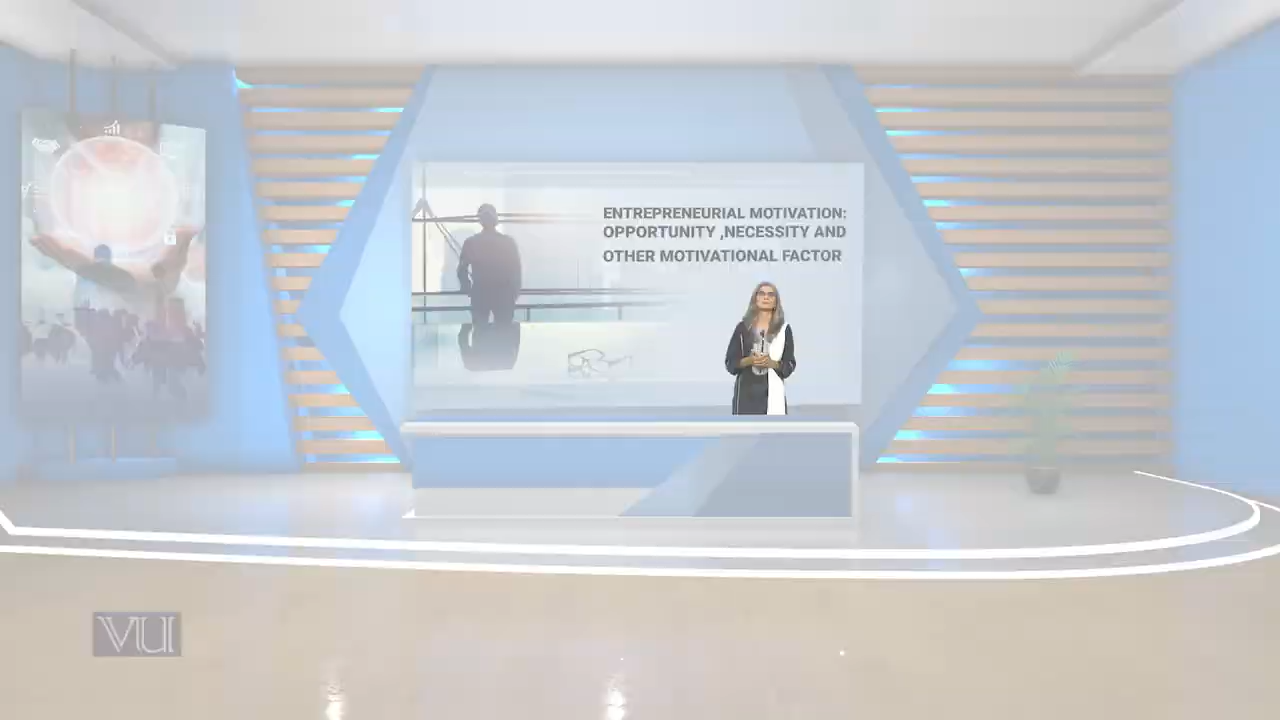 ENTREPRENEURIAL MOTIVATION:
OPPORTUNITY ,NECESSITY AND
OTHER MOTIVATIONAL FACTOR
VU